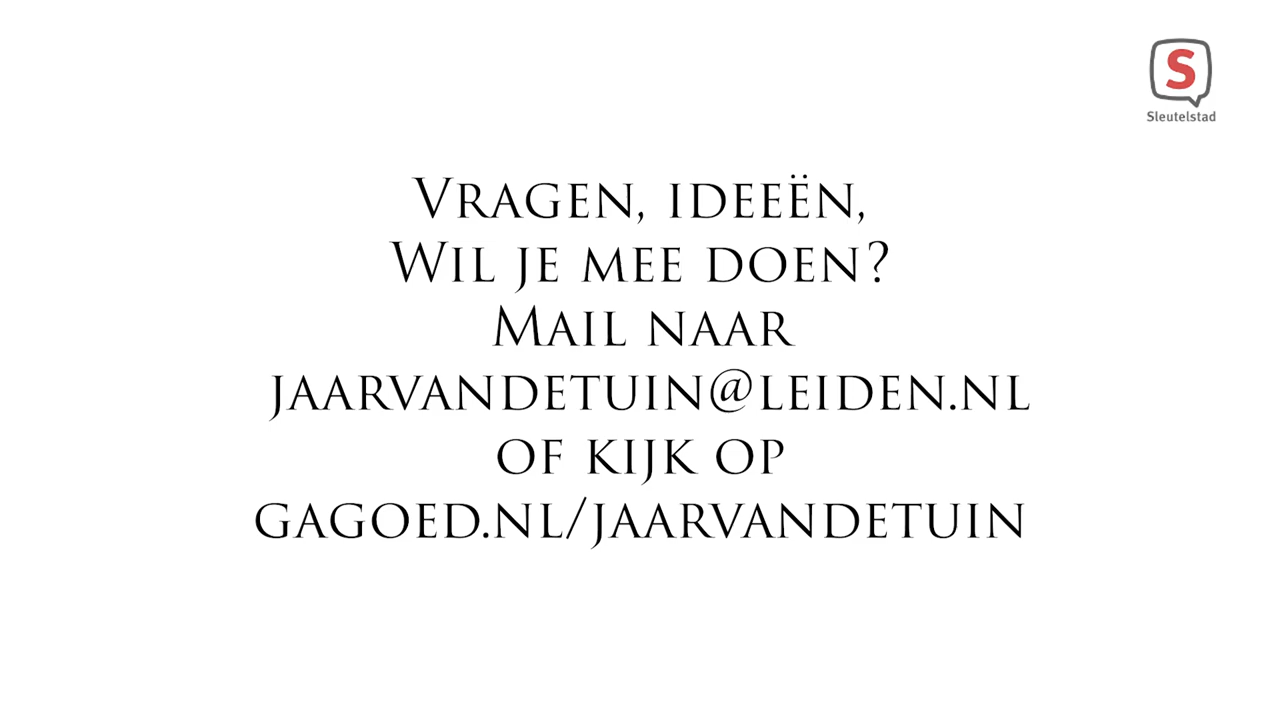 S
Sleutelstad
Vragen, ideeën,
Wil je mee doen?
Mail naar
jaarvandetuin@leiden.nl
of kijk op
gagoed.nl/jaarvandetuin